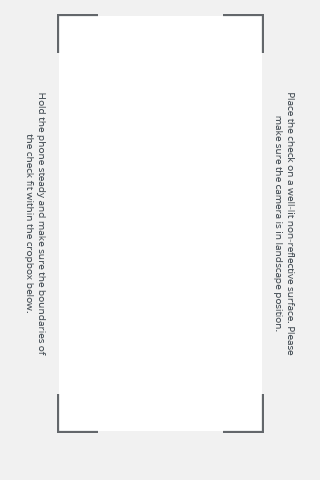 Place the check on a well-lit non-reflective surface. Please
make sure the camera is in landscape position.
Hold the phone steady and make sure the boundaries of
the check fit within the cropbox below.